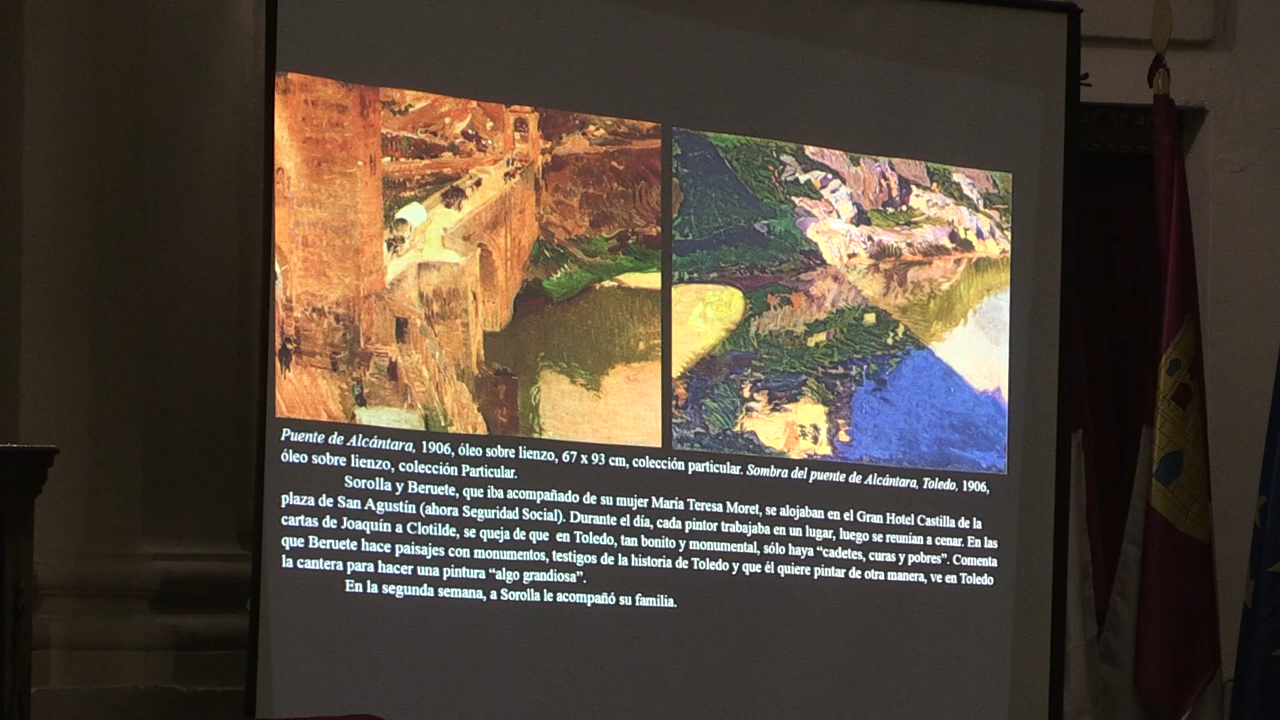 Puente de Alcántara, 1906, óleo sobre lienzo, 67 x 93 cm, colección particular. Sombra del puente de Alcántara, Toledo, 1906,
óleo sobre lienzo, colección Particular.
Sorolla y Beruete, que iba acompañado de su mujer María Teresa Moret, se alojaban en el Gran Hotel Castilla de la
plaza de San Agustín (ahora Seguridad Social). Durante el día, cada pintor trabajaba en un lugar, luego se reunían a cenar. En las
cartas de Joaquín a Clotilde, se queja de que en Toledo, tan bonito y monumental, sólo haya “cadetes, curas y pobres”. Comenta
que Beruete hace paisajes con monumentos, testigos de la historia de Toledo y que él quiere pintar de otra manera, ve en Toledo
la cantera para hacer una pintura “algo grandiosa”.
En la segunda semana, a Sorolla le acompañó su familia.